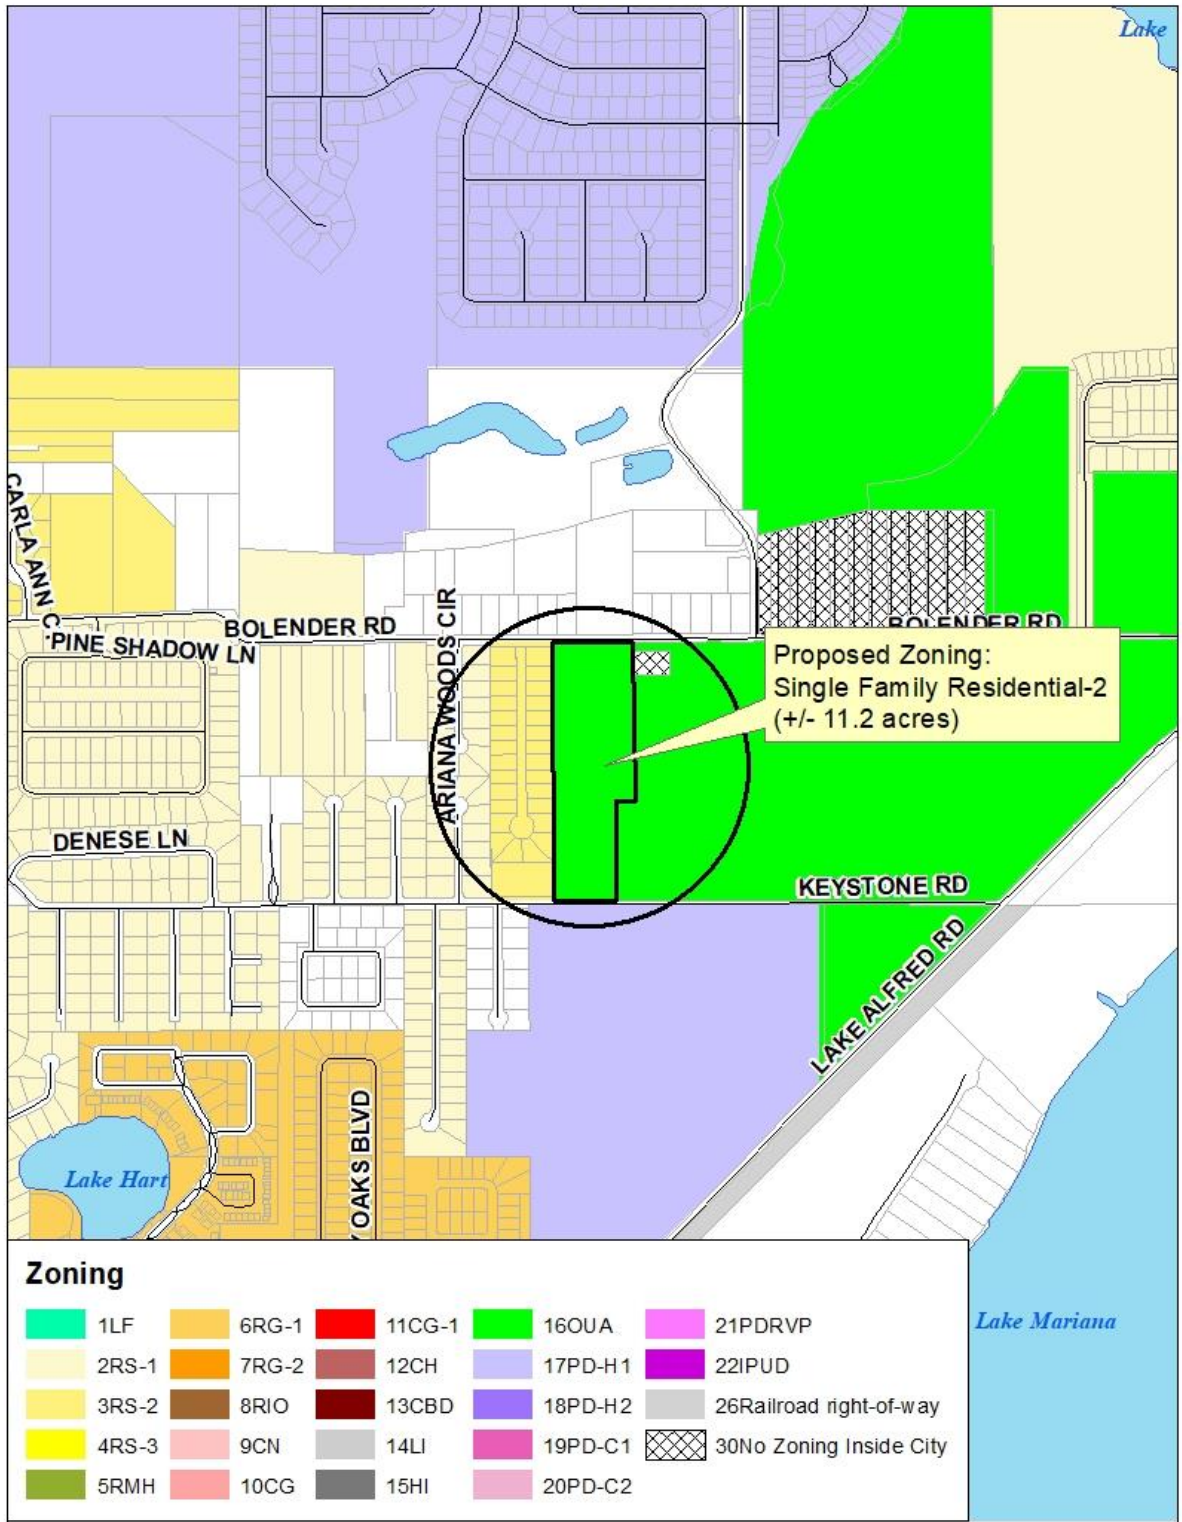 Lake
CARLA ANN C
BOLENDER RD
PINE SHADOW LN
ARIANA WOODS CIR
BOLENDER RD
Proposed Zoning:
Single Family Residential-2
(+/- 11.2 acres)
DENESE LN
KEYSTONE RD
LAKE ALFRED RD
Lake Hart
Y OAKS BLVD
Lake Mariana
Zoning
1LF
2RS-1
3RS-2
4RS-3
5RMH
6RG-1
7RG-2
8RIO
9CN
10CG
11CG-1
12CH
13CBD
14LI
15HI
16OUA
17PD-H1
18PD-H2
19PD-C1
20PD-C2
21PDRVP
22IPUD
26Railroad right-of-way
30No Zoning Inside City